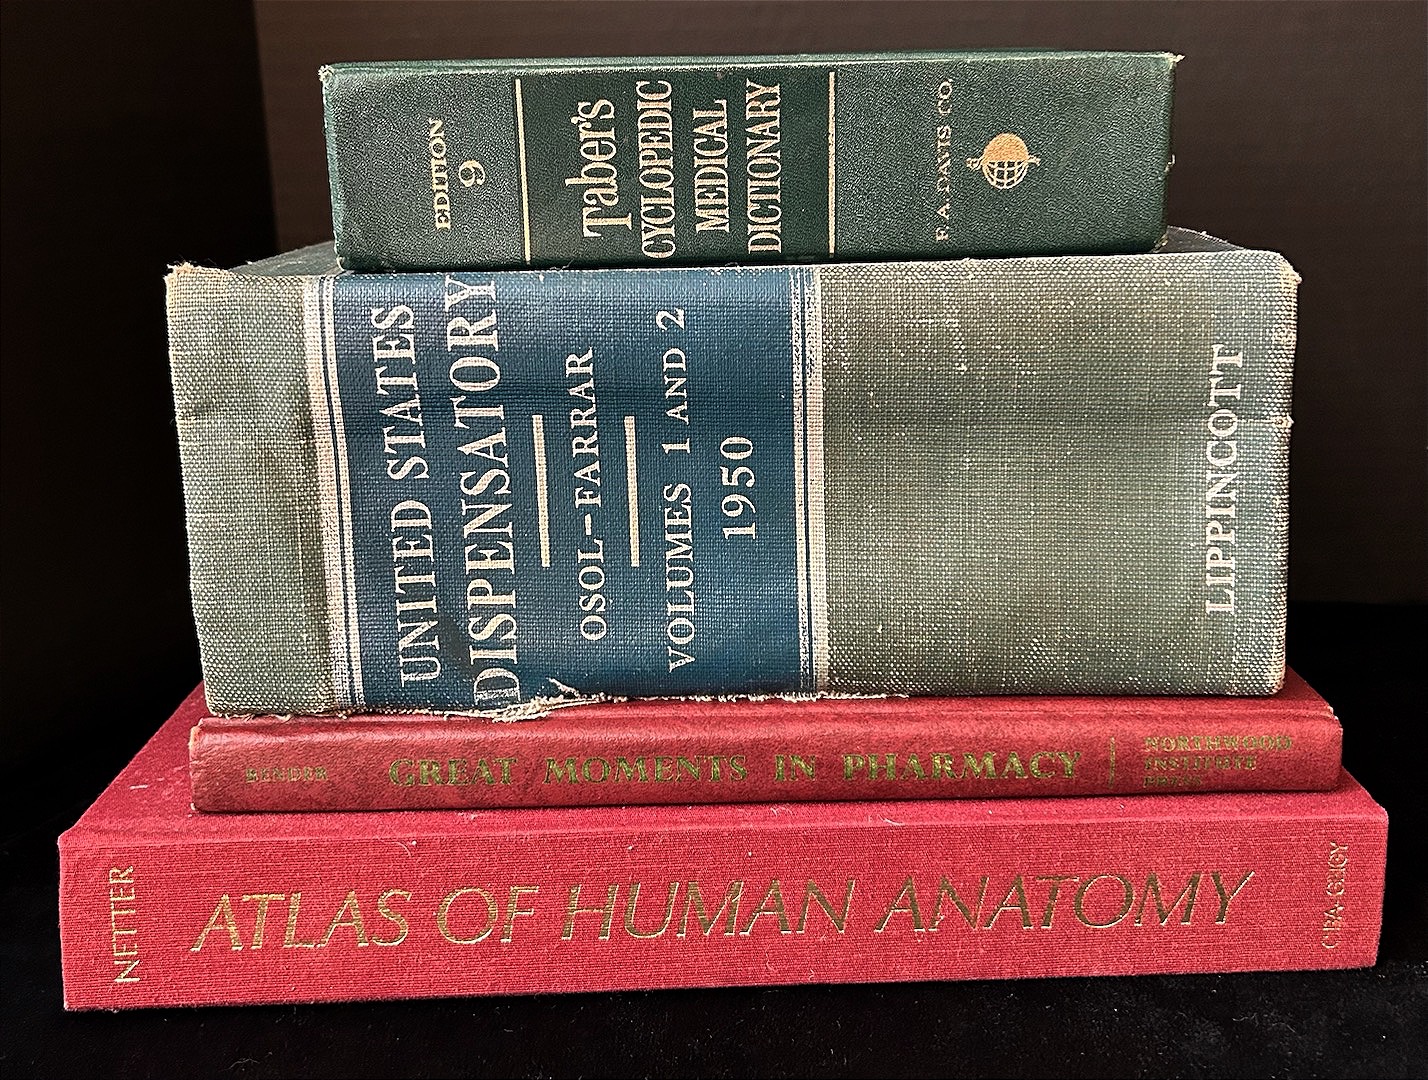 EDITION
9
Taber's
CYCLOPEDIC
MEDICAL
DICTIONARY
F. A. DAVIS CO.
UNITED STATES
DISPENSATORY
OSOL-FARRAR
VOLUMES 1 AND 2
1950
LIPPINCOTT
BENDER
GREAT MOMENTS IN PHARMACY
NORTHWOOD
INSTITUTE
PRESS
NETTER
ATLAS OF HUMAN ANATOMY
CIBA-GEIGY